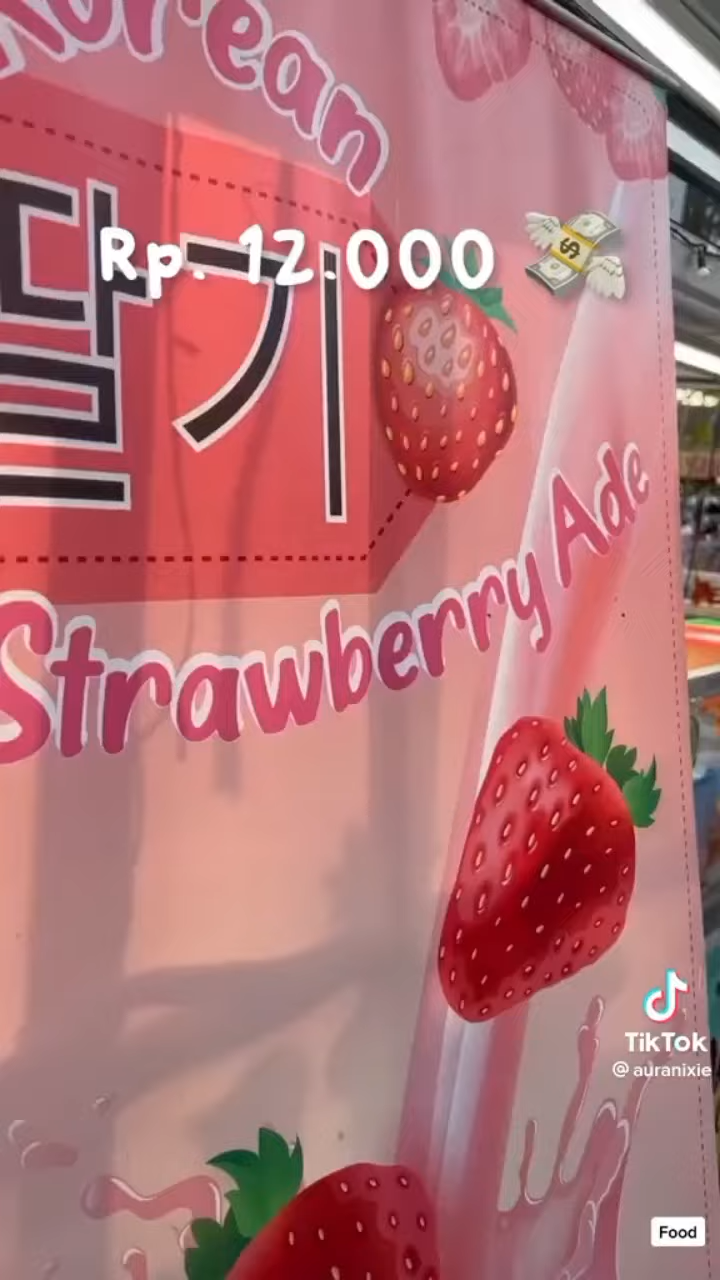 Korean
딸기
Rp. 12.000
Strawberry Ade
TikTok
@auranixie
Food